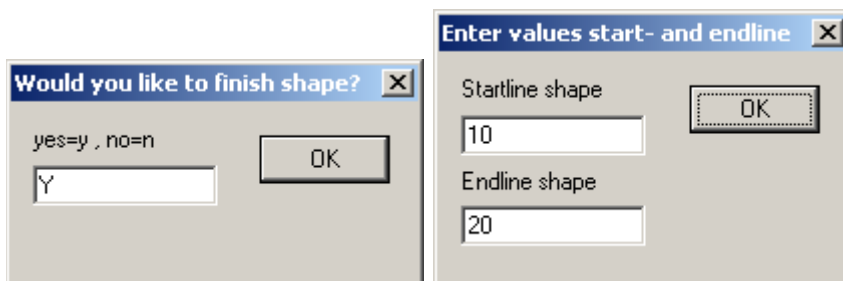 Would you like to finish shape?
yes=y , no=n
OK
Y
Enter values start- and endline
Startline shape
OK
10
Endline shape
20